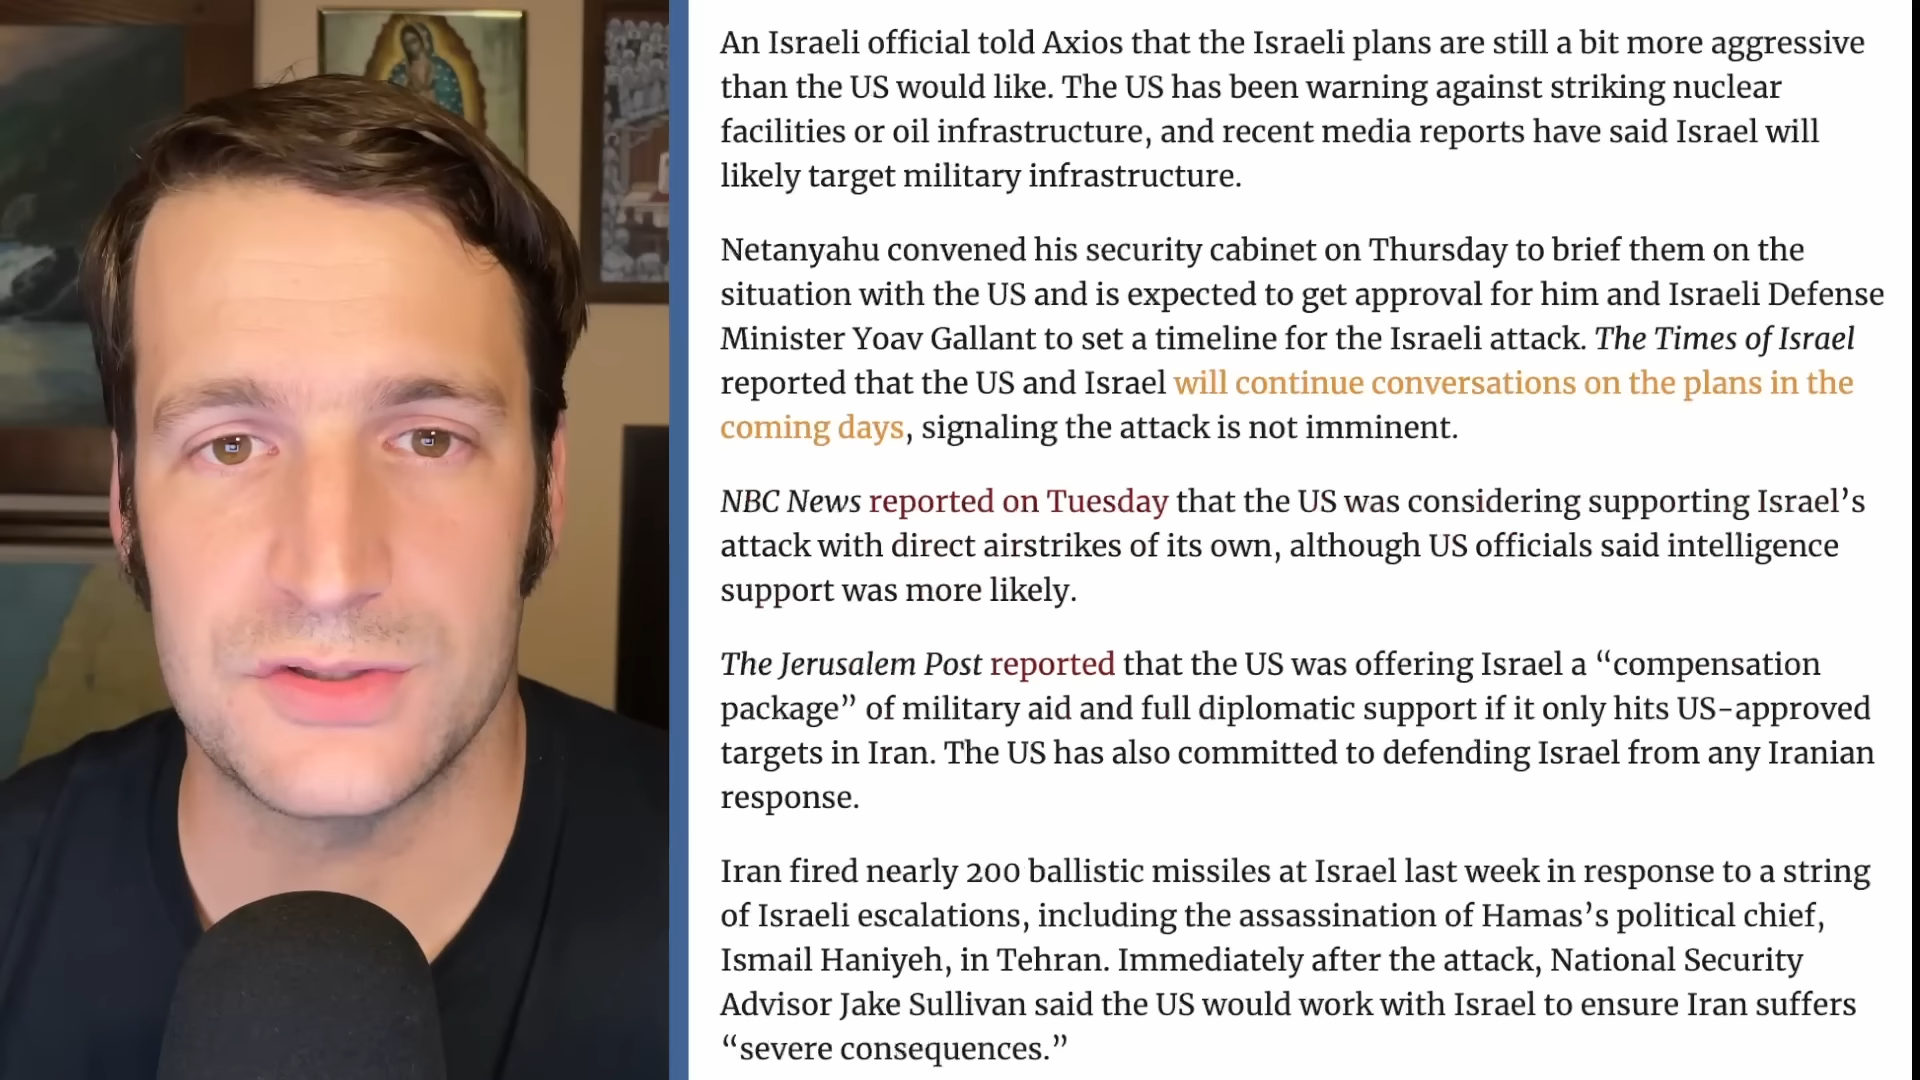 An Israeli official told Axios that the Israeli plans are still a bit more aggressive
than the US would like. The US has been warning against striking nuclear
facilities or oil infrastructure, and recent media reports have said Israel will
likely target military infrastructure.
Netanyahu convened his security cabinet on Thursday to brief them on the
situation with the US and is expected to get approval for him and Israeli Defense
Minister Yoav Gallant to set a timeline for the Israeli attack. The Times of Israel
reported that the US and Israel will continue conversations on the plans in the
coming days, signaling the attack is not imminent.
NBC News reported on Tuesday that the US was considering supporting Israel’s
attack with direct airstrikes of its own, although US officials said intelligence
support was more likely.
The Jerusalem Post reported that the US was offering Israel a “compensation
package” of military aid and full diplomatic support if it only hits US-approved
targets in Iran. The US has also committed to defending Israel from any Iranian
response.
Iran fired nearly 200 ballistic missiles at Israel last week in response to a string
of Israeli escalations, including the assassination of Hamas’s political chief,
Ismail Haniyeh, in Tehran. Immediately after the attack, National Security
Advisor Jake Sullivan said the US would work with Israel to ensure Iran suffers
“severe consequences.”